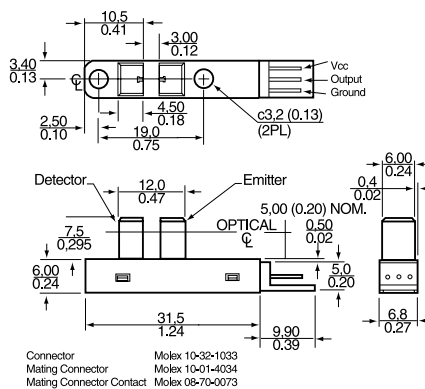 10,5
0.41
3,00
0.12
3,40
0.13
℄
Vcc
Output
Ground
4,50
0.18
c3,2 (0.13)
(2PL)
2,50
0.10
19,0
0.75
Detector
12,0
0.47
Emitter
6,00
0.24
0,4
0.02
5,00 (0.20) NOM.
OPTICAL
℄
0,50
0.02
7,5
0,295
6,00
0.24
5,0
0.20
31,5
1.24
9,90
0.39
6,8
0.27
Connector Molex 10-32-1033
Mating Connector Molex 10-01-4034
Mating Connector Contact Molex 08-70-0073